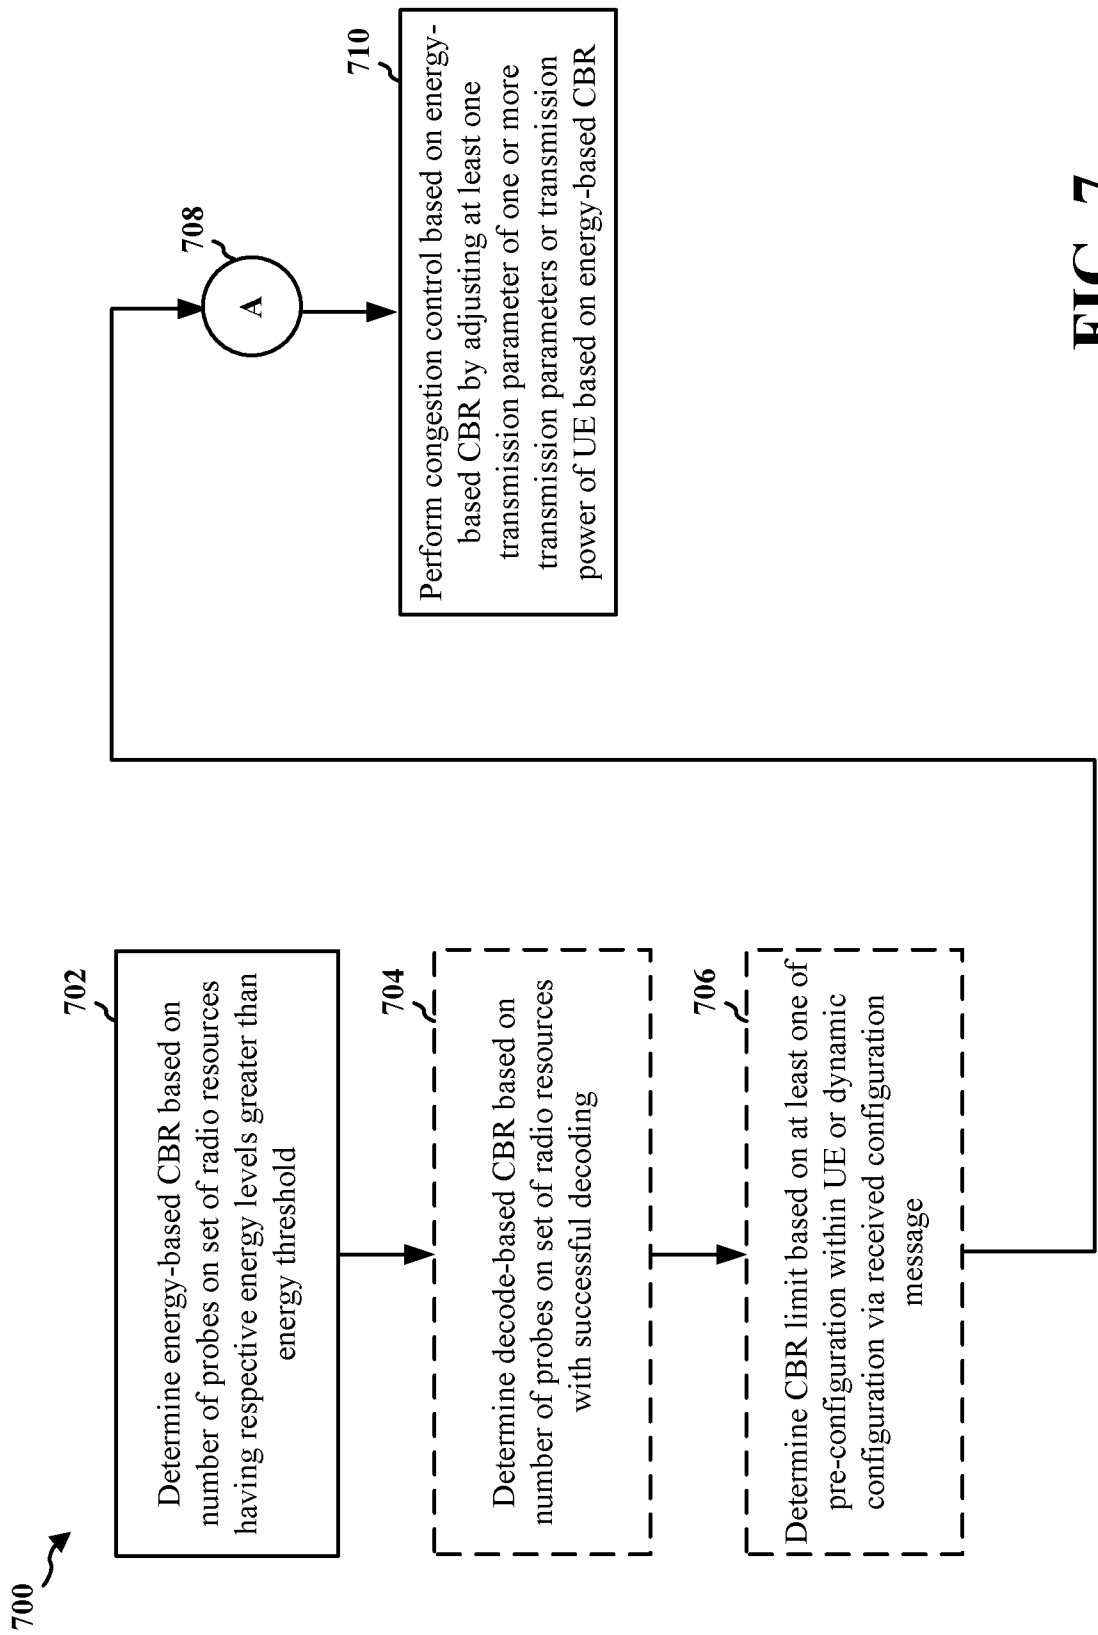 700
702
Determine energy-based CBR based on
number of probes on set of radio resources
having respective energy levels greater than
energy threshold
704
Determine decode-based CBR based on
number of probes on set of radio resources
with successful decoding
706
Determine CBR limit based on at least one of
pre-configuration within UE or dynamic
configuration via received configuration
message
708
A
710
Perform congestion control based on energy-
based CBR by adjusting at least one
transmission parameter of one or more
transmission parameters or transmission
power of UE based on energy-based CBR
FIG. 7